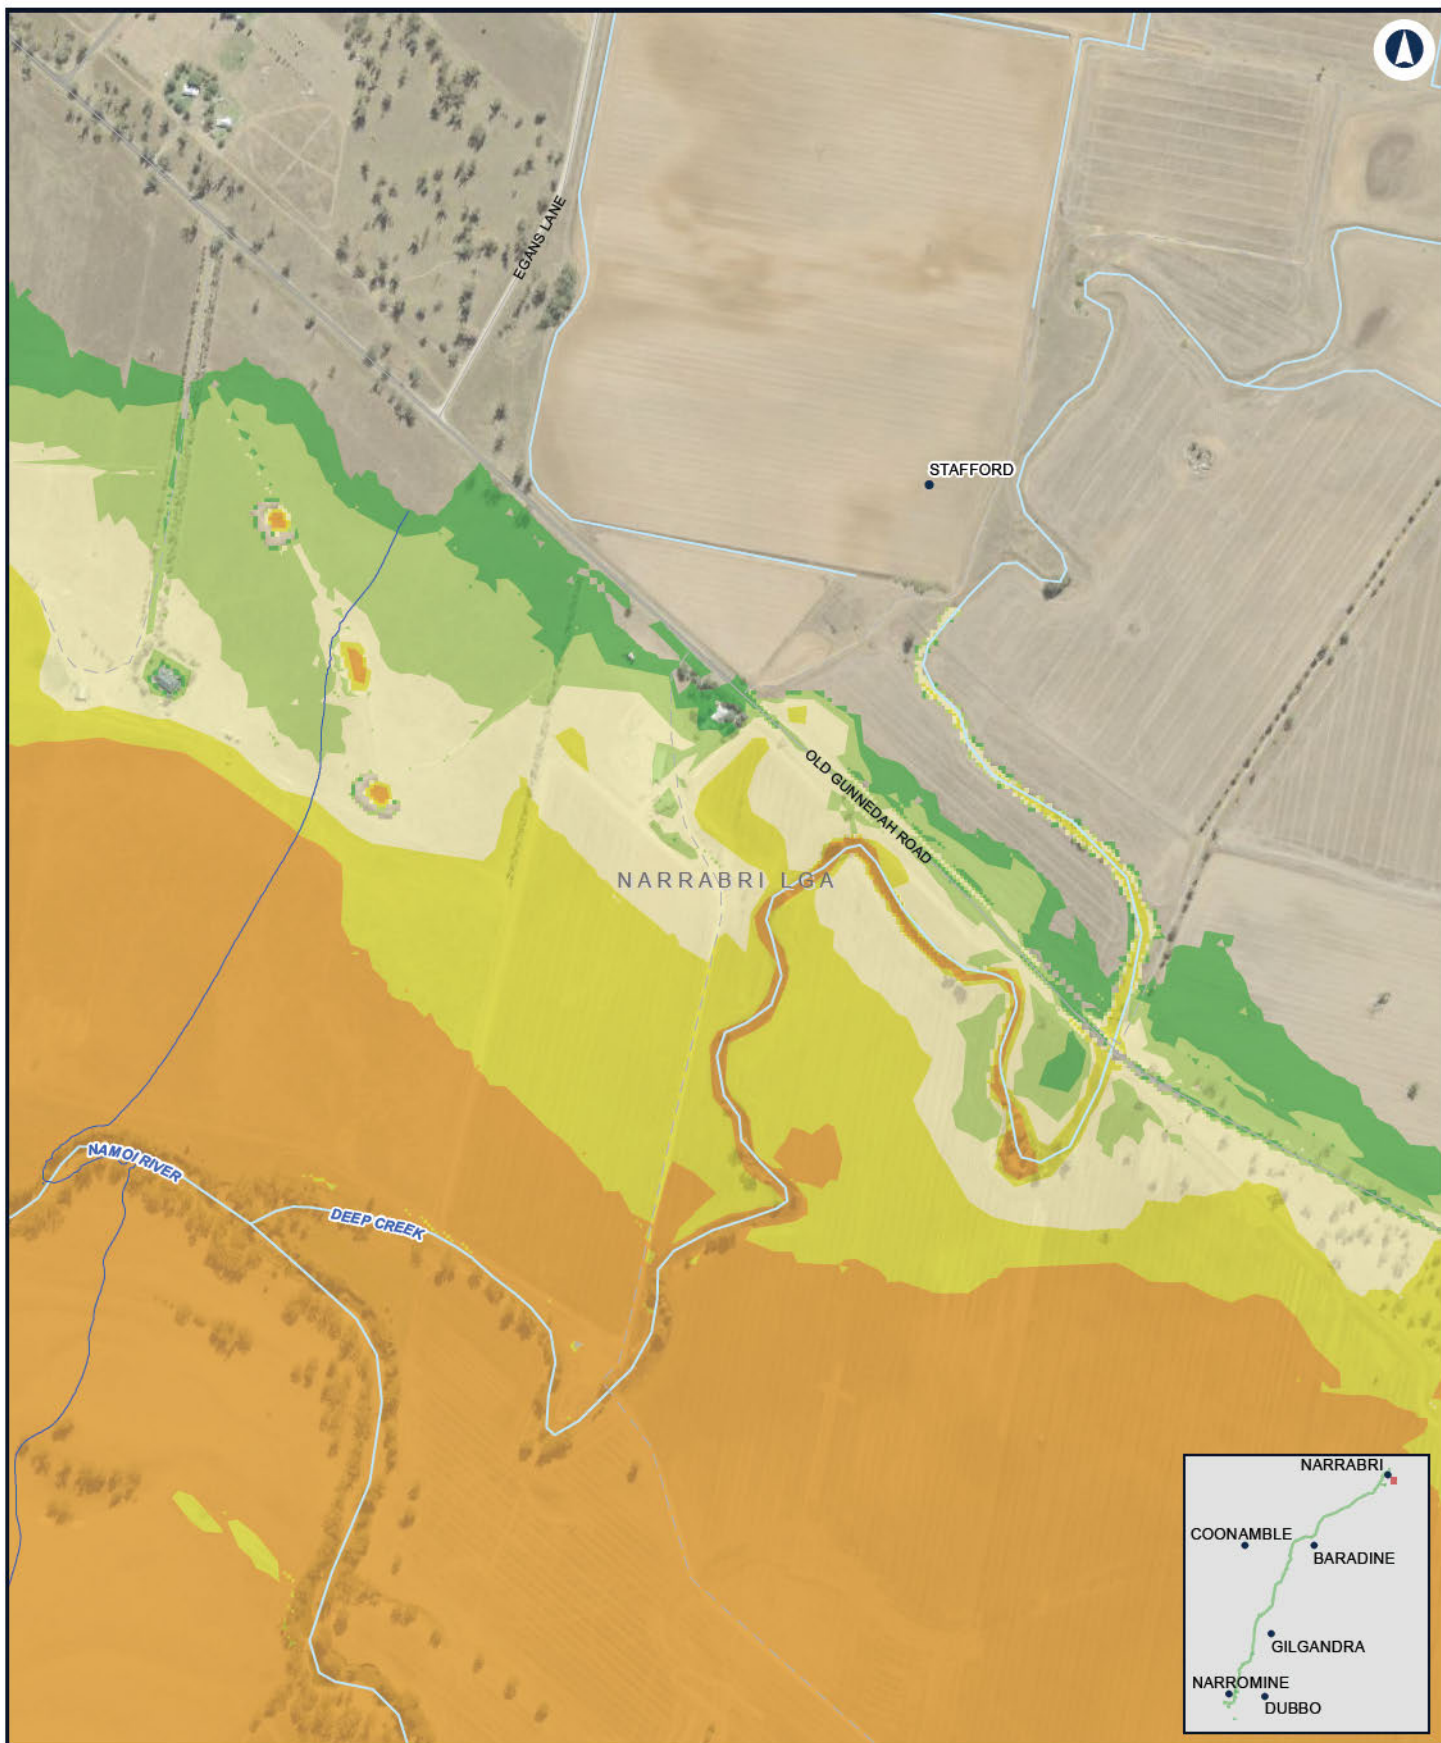 EGANS LANE
STAFFORD
OLD GUNNEDAH ROAD
NARRABRI LGA
NAMOI RIVER
DEEP CREEK
NARRABRI
COONAMBLE
BARADINE
GILGANDRA
NARROMINE
DUBBO